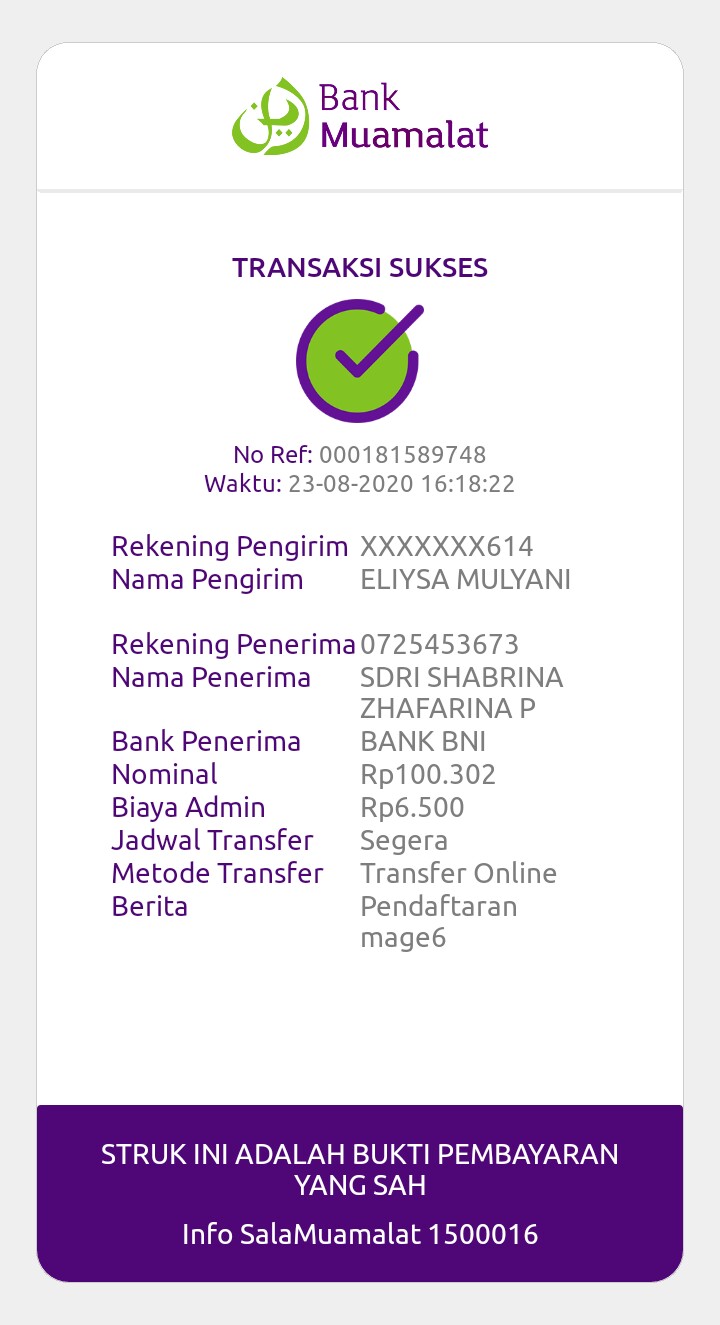 Bank
Muamalat
TRANSAKSI SUKSES
No Ref: 000181589748
Waktu: 23-08-2020 16:18:22
Rekening Pengirim XXXXXXX614
Nama Pengirim ELIYSA MULYANI
Rekening Penerima 0725453673
Nama Penerima SDRI SHABRINA
ZHAFARINA P
Bank Penerima BANK BNI
Nominal Rp100.302
Biaya Admin Rp6.500
Jadwal Transfer Segera
Metode Transfer Transfer Online
Berita Pendaftaran
mage6
STRUK INI ADALAH BUKTI PEMBAYARAN
YANG SAH
Info SalaMuamalat 1500016